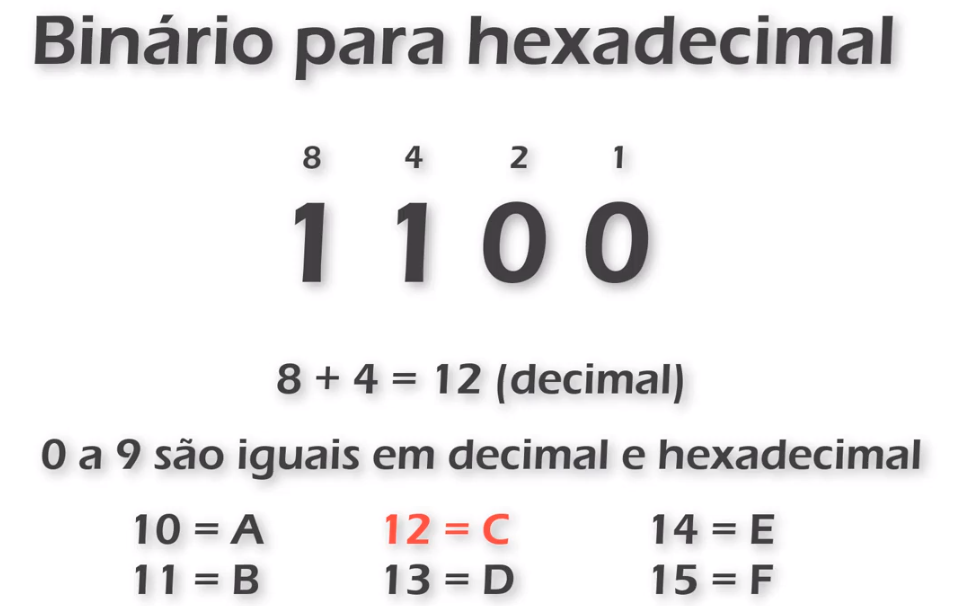 Binário para hexadecimal
8 4 2 1
1 1 0 0
8 + 4 = 12 (decimal)
0 a 9 são iguais em decimal e hexadecimal
10 = A 12 = C 14 = E
11 = B 13 = D 15 = F